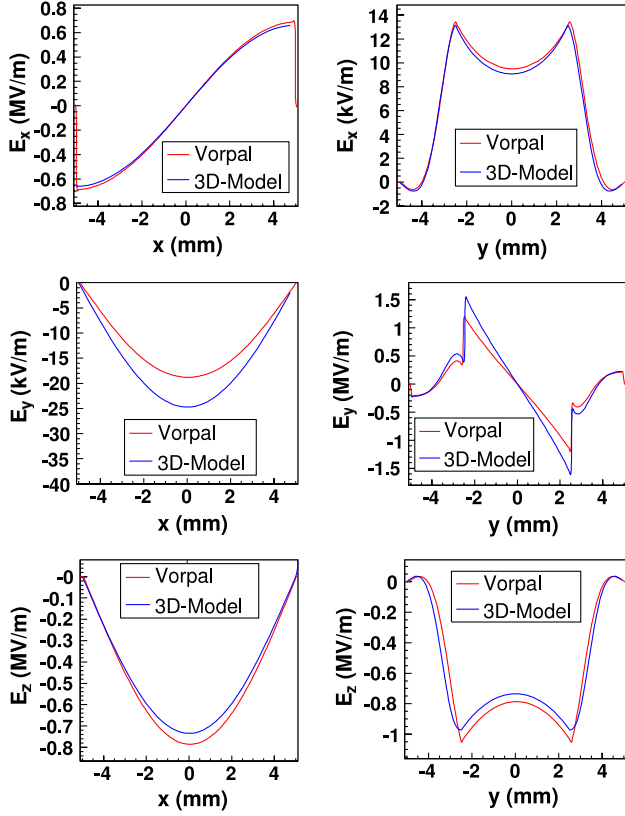 E_x (MV/m)
0.8
0.6
0.4
0.2
-0
-0.2
-0.4
-0.6
-0.8
Vorpal
3D-Model
-4 -2 0 2 4
x (mm)
E_x (kV/m)
14
12
10
8
6
4
2
0
-2
Vorpal
3D-Model
-4 -2 0 2 4
y (mm)
E_y (kV/m)
0
-5
-10
-15
-20
-25
-30
-35
-40
Vorpal
3D-Model
-4 -2 0 2 4
x (mm)
E_y (MV/m)
1.5
1
0.5
0
-0.5
-1
-1.5
Vorpal
3D-Model
-4 -2 0 2 4
y (mm)
E_z (MV/m)
-0
-0.1
-0.2
-0.3
-0.4
-0.5
-0.6
-0.7
-0.8
Vorpal
3D-Model
-4 -2 0 2 4
x (mm)
E_z (MV/m)
0
-0.2
-0.4
-0.6
-0.8
-1
Vorpal
3D-Model
-4 -2 0 2 4
y (mm)